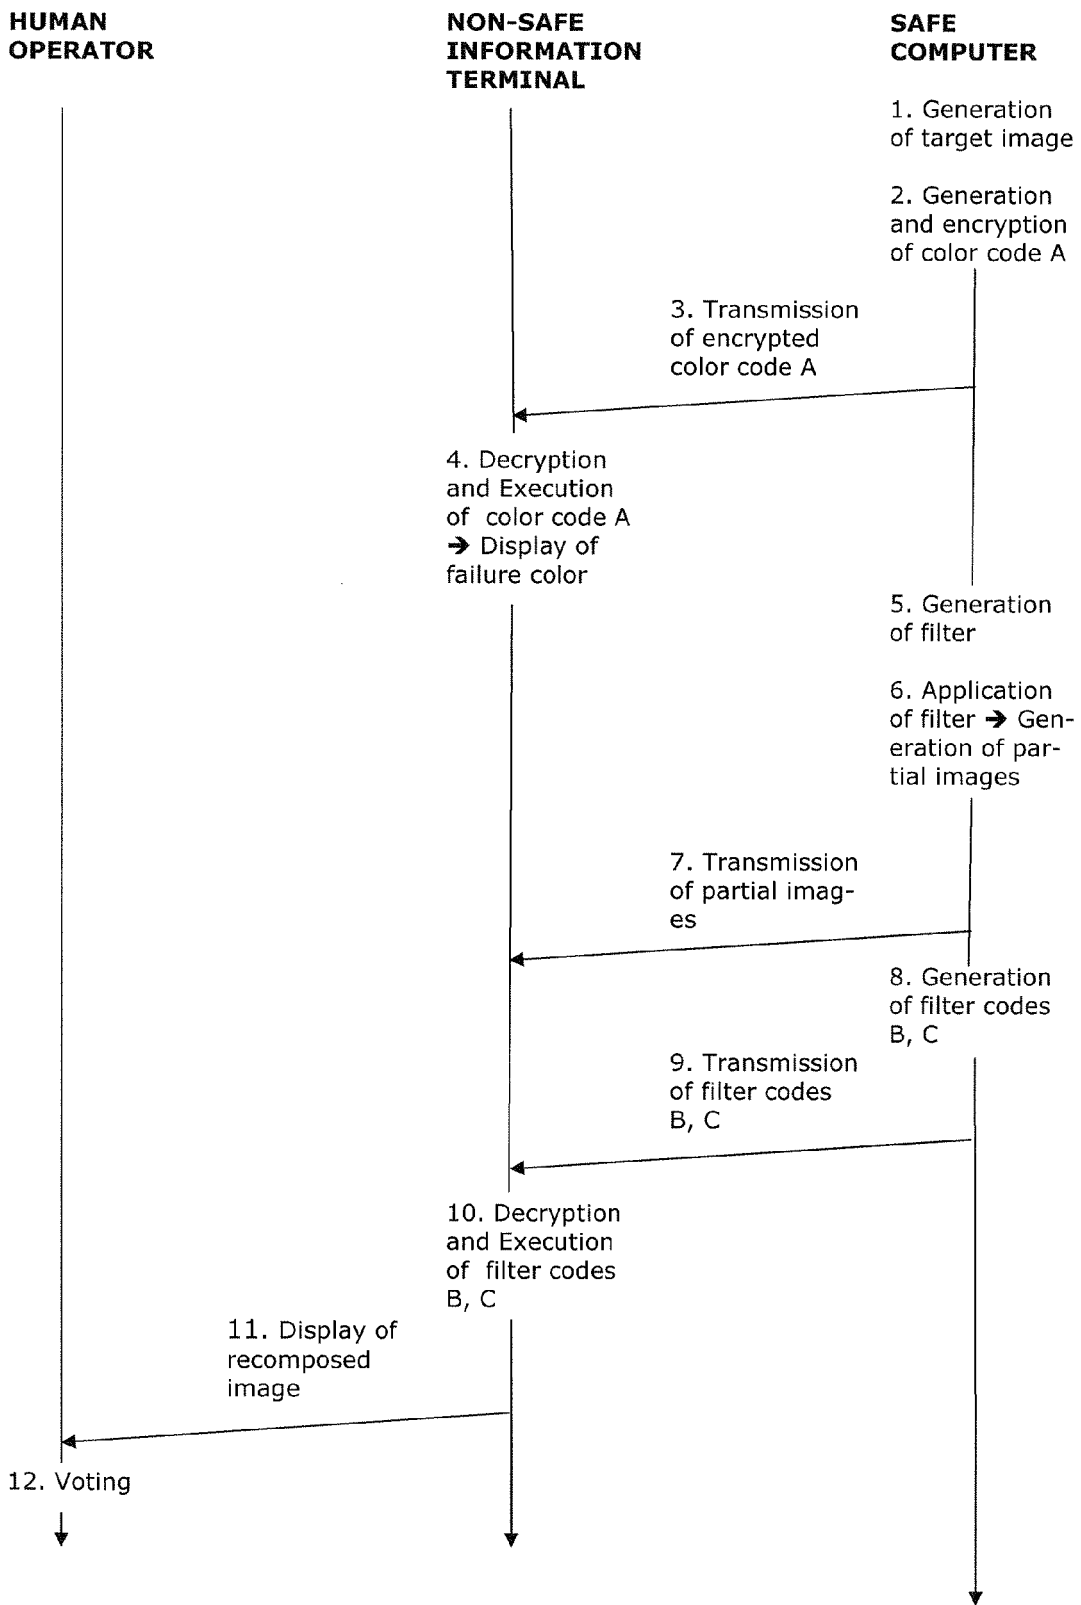 HUMAN
OPERATOR
NON-SAFE
INFORMATION
TERMINAL
SAFE
COMPUTER
1. Generation
of target image
2. Generation
and encryption
of color code A
3. Transmission
of encrypted
color code A
4. Decryption
and Execution
of color code A
➔ Display of
failure color
5. Generation
of filter
6. Application
of filter ➔ Gen-
eration of par-
tial images
7. Transmission
of partial imag-
es
8. Generation
of filter codes
B, C
9. Transmission
of filter codes
B, C
10. Decryption
and Execution
of filter codes
B, C
11. Display of
recomposed
image
12. Voting